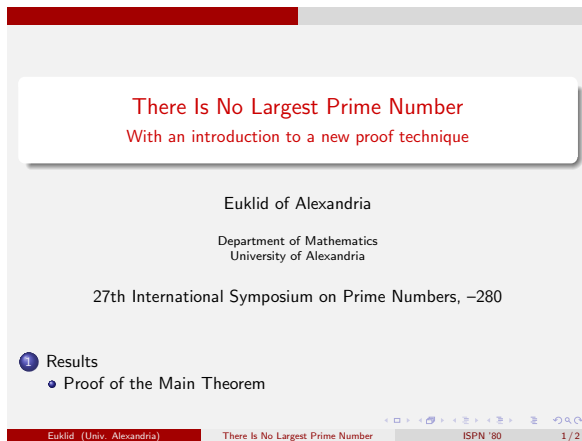 There Is No Largest Prime Number
With an introduction to a new proof technique
Euklid of Alexandria
Department of Mathematics
University of Alexandria
27th International Symposium on Prime Numbers, –280
1 Results
Proof of the Main Theorem
Euklid (Univ. Alexandria) There Is No Largest Prime Number ISPN '80 1 / 2